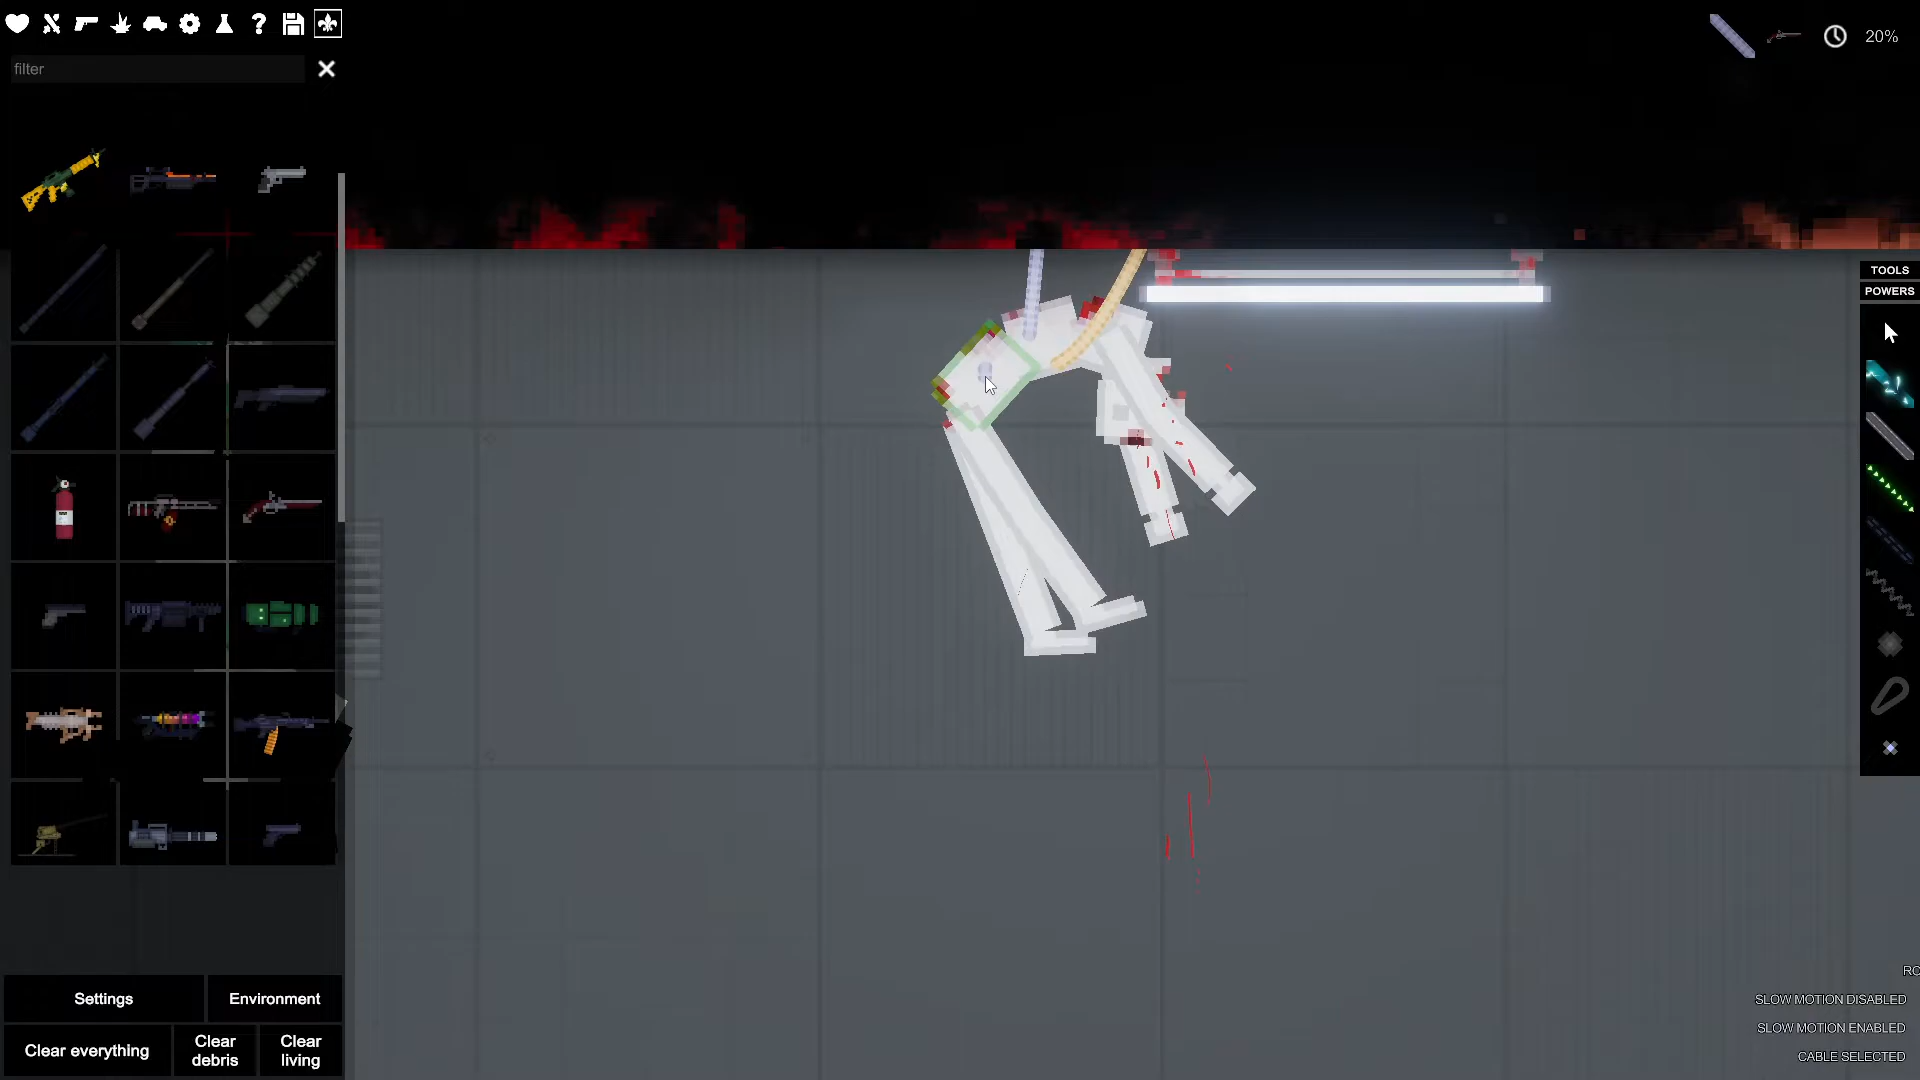 20%
filter
TOOLS
POWERS
Settings
Environment
Clear everything
Clear debris
Clear living
SLOW MOTION DISABLED
SLOW MOTION ENABLED
CABLE SELECTED